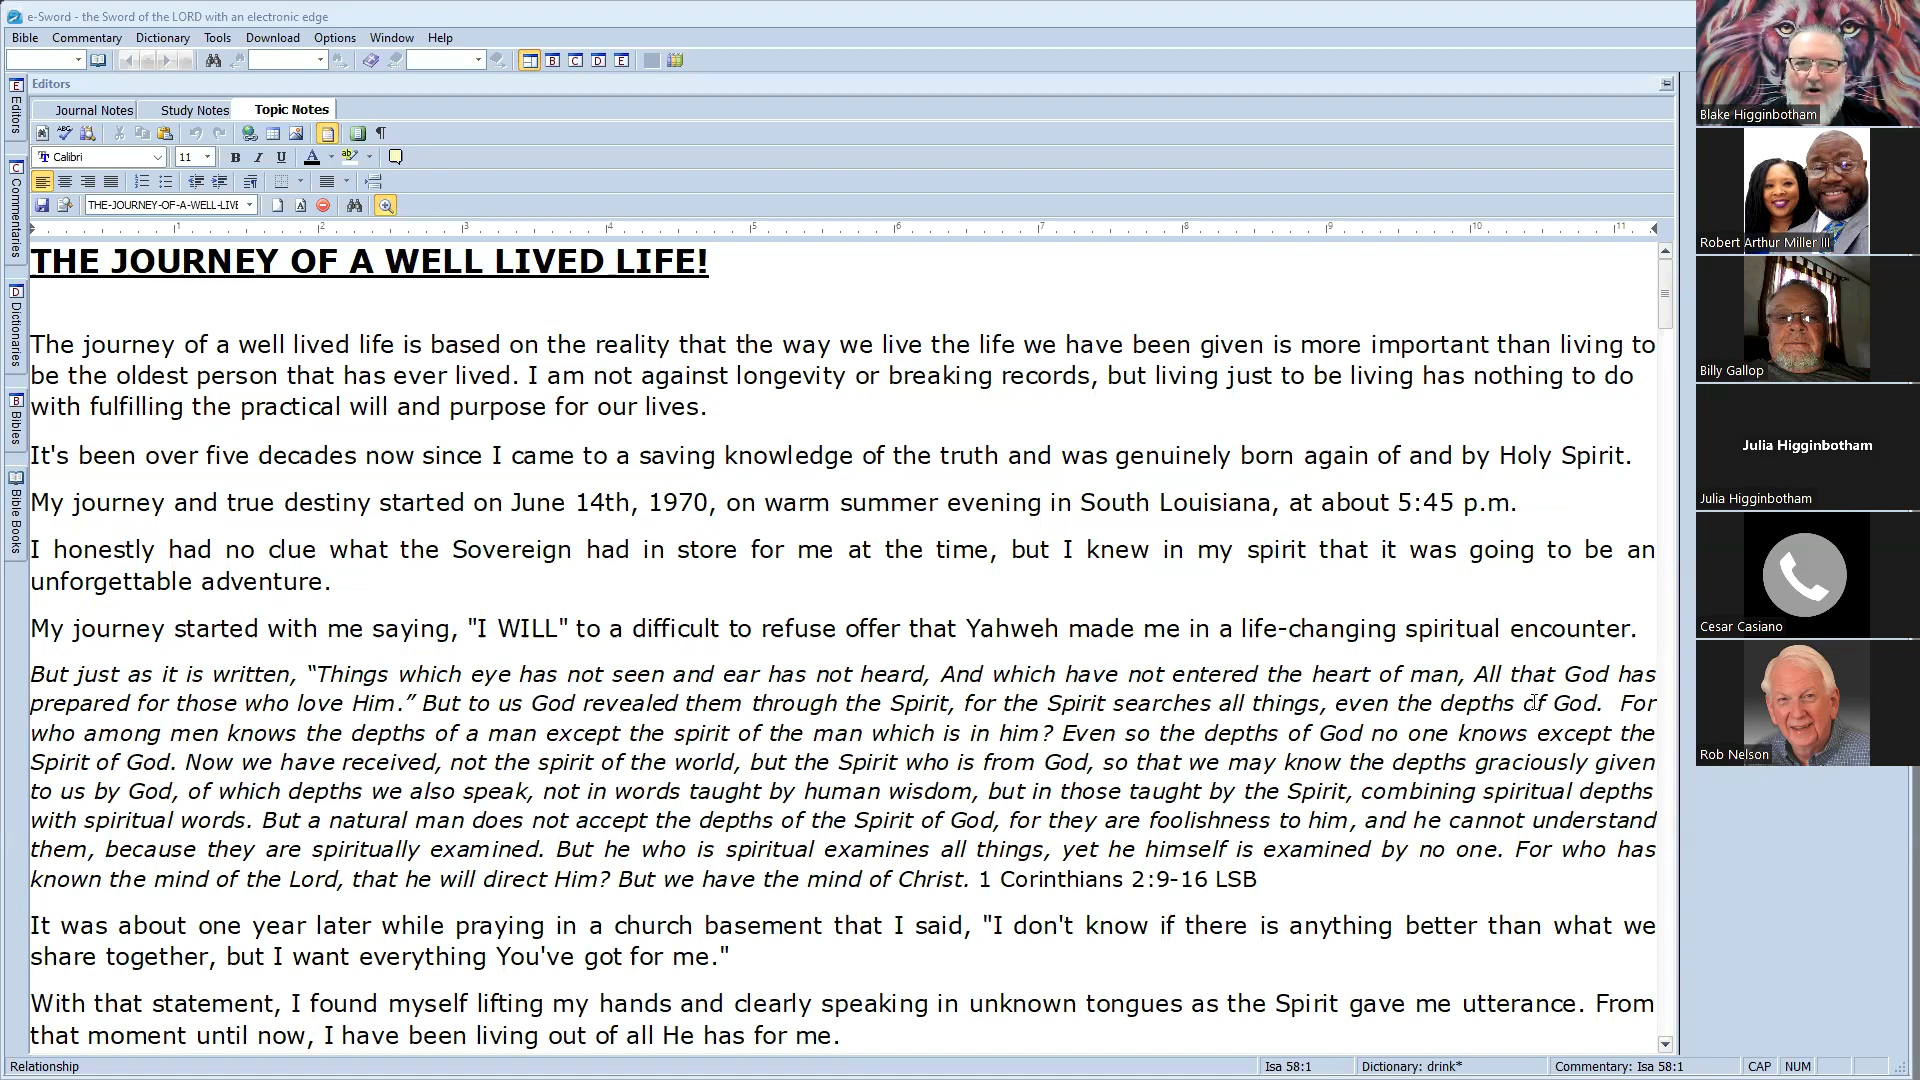 e-Sword - the Sword of the LORD with an electronic edge
Bible Commentary Dictionary Tools Download Options Window Help
B C D E
Editors
Journal Notes Study Notes Topic Notes
Calibri 11 B I U A
THE-JOURNEY-OF-A-WELL-LIVE
1 2 3 4 5 6 7 8 9 10 11
E Editors
C Commentaries
D Dictionaries
B Bibles
Bible Books
THE JOURNEY OF A WELL LIVED LIFE!
The journey of a well lived life is based on the reality that the way we live the life we have been given is more important than living to
be the oldest person that has ever lived. I am not against longevity or breaking records, but living just to be living has nothing to do
with fulfilling the practical will and purpose for our lives.
It's been over five decades now since I came to a saving knowledge of the truth and was genuinely born again of and by Holy Spirit.
My journey and true destiny started on June 14th, 1970, on warm summer evening in South Louisiana, at about 5:45 p.m.
I honestly had no clue what the Sovereign had in store for me at the time, but I knew in my spirit that it was going to be an
unforgettable adventure.
My journey started with me saying, "I WILL" to a difficult to refuse offer that Yahweh made me in a life-changing spiritual encounter.
But just as it is written, “Things which eye has not seen and ear has not heard, And which have not entered the heart of man, All that God has
prepared for those who love Him.” But to us God revealed them through the Spirit, for the Spirit searches all things, even the depths of God. For
who among men knows the depths of a man except the spirit of the man which is in him? Even so the depths of God no one knows except the
Spirit of God. Now we have received, not the spirit of the world, but the Spirit who is from God, so that we may know the depths graciously given
to us by God, of which depths we also speak, not in words taught by human wisdom, but in those taught by the Spirit, combining spiritual depths
with spiritual words. But a natural man does not accept the depths of the Spirit of God, for they are foolishness to him, and he cannot understand
them, because they are spiritually examined. But he who is spiritual examines all things, yet he himself is examined by no one. For who has
known the mind of the Lord, that he will direct Him? But we have the mind of Christ. 1 Corinthians 2:9-16 LSB
It was about one year later while praying in a church basement that I said, "I don't know if there is anything better than what we
share together, but I want everything You've got for me."
With that statement, I found myself lifting my hands and clearly speaking in unknown tongues as the Spirit gave me utterance. From
that moment until now, I have been living out of all He has for me.
Relationship Isa 58:1 Dictionary: drink* Commentary: Isa 58:1 CAP NUM
Blake Higginbotham
Robert Arthur Miller III
Billy Gallop
Julia Higginbotham
Julia Higginbotham
Cesar Casiano
Rob Nelson